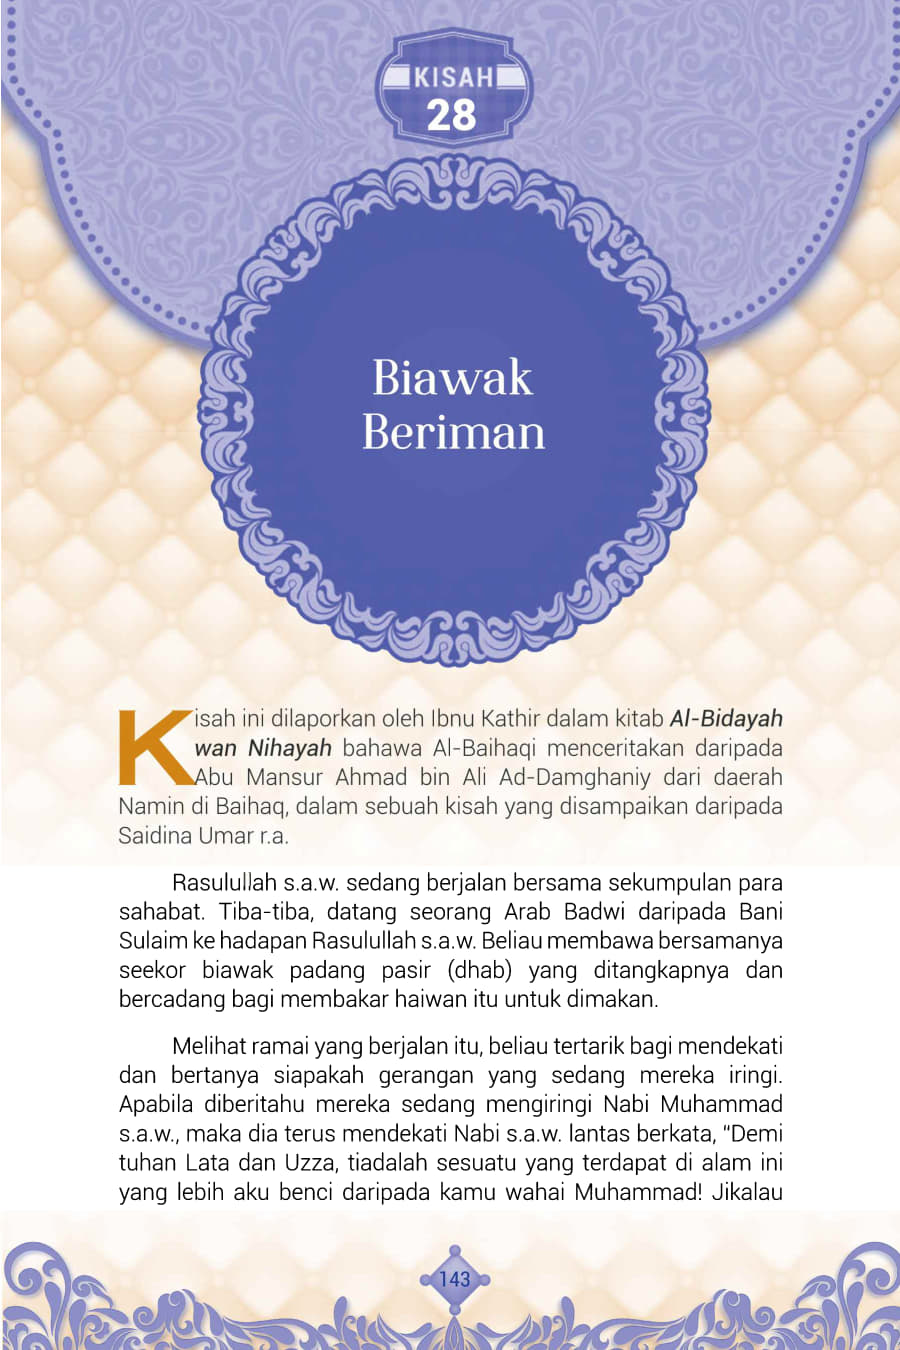 KISAH
28
Biawak
Beriman
Kisah ini dilaporkan oleh Ibnu Kathir dalam kitab Al-Bidayah
wan Nihayah bahawa Al-Baihaqi menceritakan daripada
Abu Mansur Ahmad bin Ali Ad-Damghaniy dari daerah
Namin di Baihaq, dalam sebuah kisah yang disampaikan daripada
Saidina Umar r.a.
Rasulullah s.a.w. sedang berjalan bersama sekumpulan para
sahabat. Tiba-tiba, datang seorang Arab Badwi daripada Bani
Sulaim ke hadapan Rasulullah s.a.w. Beliau membawa bersamanya
seekor biawak padang pasir (dhab) yang ditangkapnya dan
bercadang bagi membakar haiwan itu untuk dimakan.
Melihat ramai yang berjalan itu, beliau tertarik bagi mendekati
dan bertanya siapakah gerangan yang sedang mereka iringi.
Apabila diberitahu mereka sedang mengiringi Nabi Muhammad
s.a.w., maka dia terus mendekati Nabi s.a.w. lantas berkata, “Demi
tuhan Lata dan Uzza, tiadalah sesuatu yang terdapat di alam ini
yang lebih aku benci daripada kamu wahai Muhammad! Jikalau
143